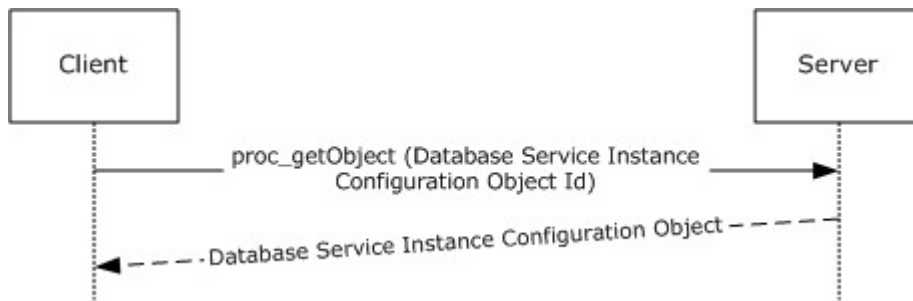 Client
Server
proc_getObject (Database Service Instance
Configuration Object Id)
Database Service Instance Configuration Object